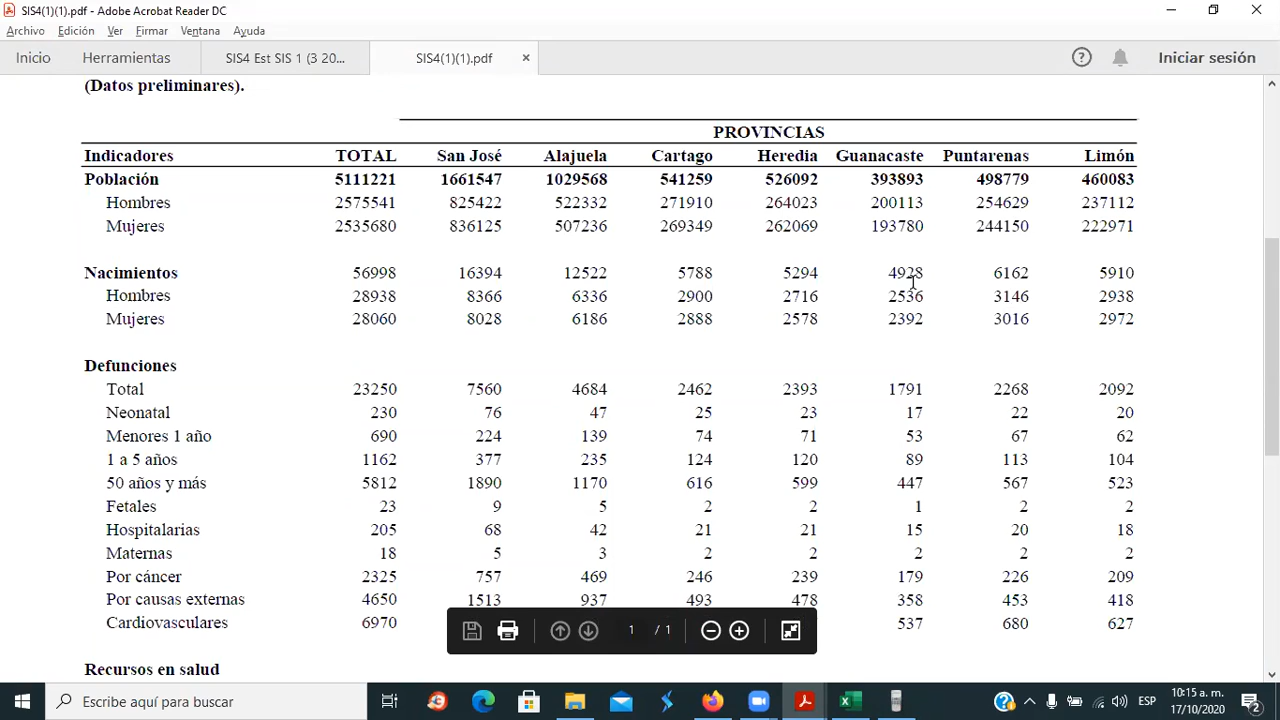 SIS4(1)(1).pdf - Adobe Acrobat Reader DC
Archivo Edición Ver Firmar Ventana Ayuda
Inicio Herramientas SIS4 Est SIS 1 (3 20... SIS4(1)(1).pdf × Iniciar sesión
(Datos preliminares).
PROVINCIAS
Indicadores TOTAL San José Alajuela Cartago Heredia Guanacaste Puntarenas Limón
Población 5111221 1661547 1029568 541259 526092 393893 498779 460083
Hombres 2575541 825422 522332 271910 264023 200113 254629 237112
Mujeres 2535680 836125 507236 269349 262069 193780 244150 222971
Nacimientos 56998 16394 12522 5788 5294 4928 6162 5910
Hombres 28938 8366 6336 2900 2716 2536 3146 2938
Mujeres 28060 8028 6186 2888 2578 2392 3016 2972
Defunciones
Total 23250 7560 4684 2462 2393 1791 2268 2092
Neonatal 230 76 47 25 23 17 22 20
Menores 1 año 690 224 139 74 71 53 67 62
1 a 5 años 1162 377 235 124 120 89 113 104
50 años y más 5812 1890 1170 616 599 447 567 523
Fetales 23 9 5 2 2 1 2 2
Hospitalarias 205 68 42 21 21 15 20 18
Maternas 18 5 3 2 2 2 2 2
Por cáncer 2325 757 469 246 239 179 226 209
Por causas externas 4650 1513 937 493 478 358 453 418
Cardiovasculares 6970 537 680 627
1 / 1
Recursos en salud
Escribe aquí para buscar ESP 10:15 a. m.
17/10/2020 2